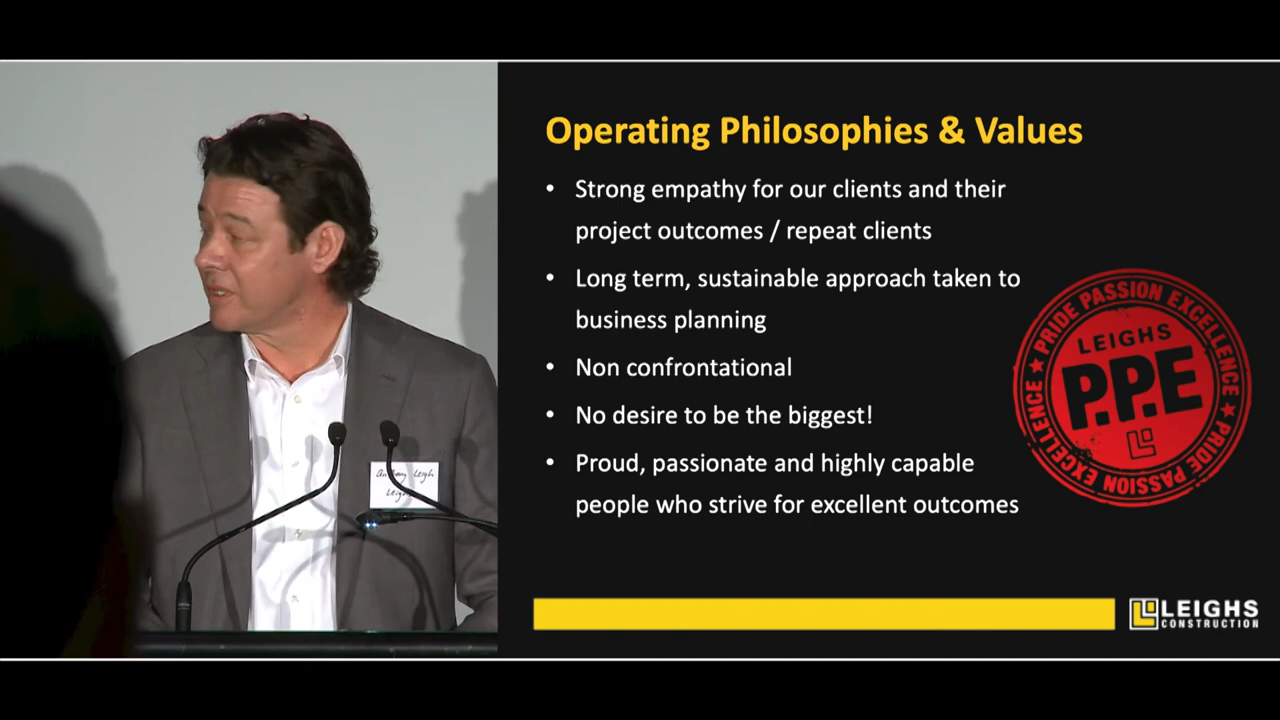 Operating Philosophies & Values
• Strong empathy for our clients and their
project outcomes / repeat clients
• Long term, sustainable approach taken to
business planning
• Non confrontational
• No desire to be the biggest!
• Proud, passionate and highly capable
people who strive for excellent outcomes
PRIDE PASSION EXCELLENCE ★ PRIDE PASSION EXCELLENCE ★
LEIGHS
P.P.E
LEIGHS
CONSTRUCTION
Leigh